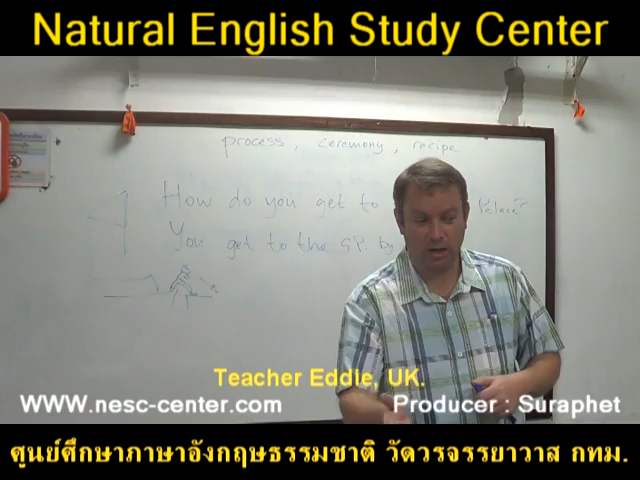 Natural English Study Center
process, ceremony, recipe
How do you get to Palace?
You get to the G.P. by
Teacher Eddie, UK.
WWW.nesc-center.com
Producer : Suraphet
ศูนย์ศึกษาภาษาอังกฤษธรรมชาติ วัดวรจรรยาวาส กทม.